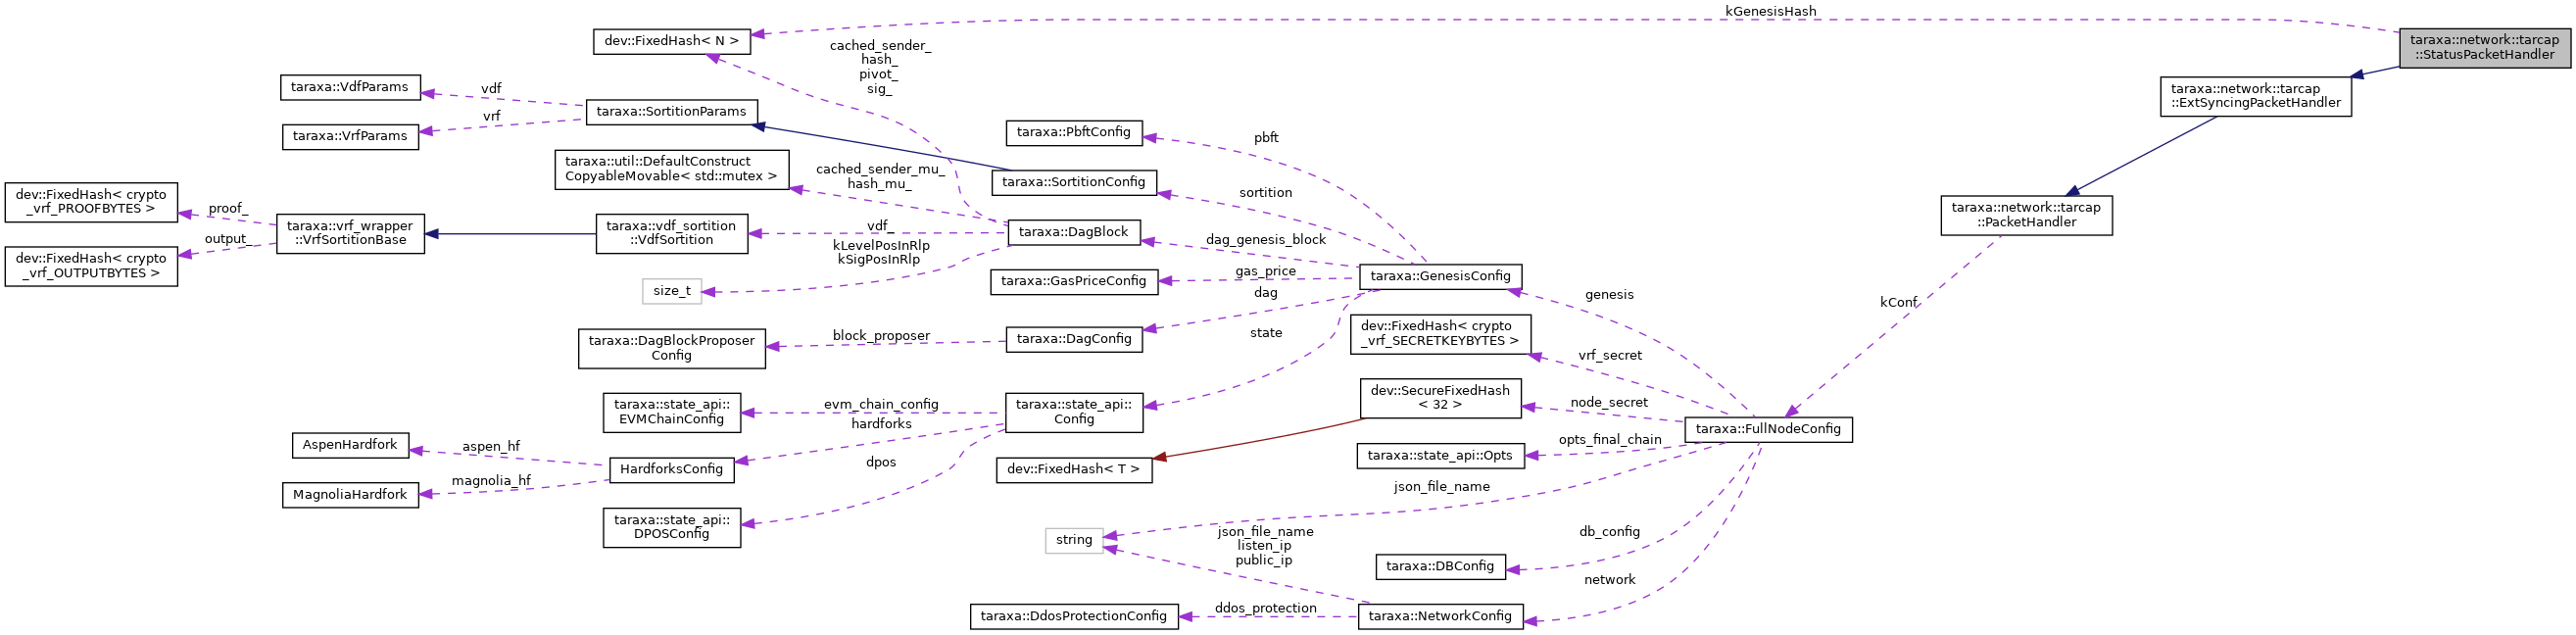 kGenesisHash
taraxa::network::tarcap
::StatusPacketHandler
dev::FixedHash< N >
cached_sender_
hash_
pivot_
sig_
taraxa::network::tarcap
::ExtSyncingPacketHandler
taraxa::VdfParams
vdf
taraxa::SortitionParams
vrf
taraxa::VrfParams
taraxa::PbftConfig
pbft
taraxa::util::DefaultConstruct
CopyableMovable< std::mutex >
cached_sender_mu_
hash_mu_
taraxa::SortitionConfig
sortition
dev::FixedHash< crypto
_vrf_PROOFBYTES >
proof_
taraxa::network::tarcap
::PacketHandler
taraxa::vrf_wrapper
::VrfSortitionBase
output_
dev::FixedHash< crypto
_vrf_OUTPUTBYTES >
taraxa::vdf_sortition
::VdfSortition
vdf_
taraxa::DagBlock
dag_genesis_block
kLevelPosInRlp
kSigPosInRlp
size_t
taraxa::GasPriceConfig
gas_price
taraxa::GenesisConfig
dag
genesis
kConf
taraxa::DagBlockProposer
Config
block_proposer
taraxa::DagConfig
state
dev::FixedHash< crypto
_vrf_SECRETKEYBYTES >
vrf_secret
taraxa::state_api::
EVMChainConfig
evm_chain_config
hardforks
taraxa::state_api::
Config
dev::SecureFixedHash
< 32 >
node_secret
taraxa::FullNodeConfig
AspenHardfork
aspen_hf
HardforksConfig
dpos
dev::FixedHash< T >
taraxa::state_api::Opts
opts_final_chain
MagnoliaHardfork
magnolia_hf
json_file_name
taraxa::state_api::
DPOSConfig
string
json_file_name
listen_ip
public_ip
db_config
taraxa::DBConfig
network
taraxa::DdosProtectionConfig
ddos_protection
taraxa::NetworkConfig